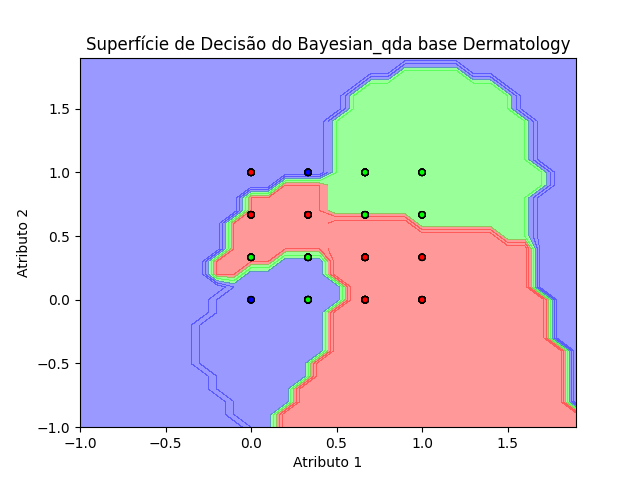 Superfície de Decisão do Bayesian_qda base Dermatology
1.5
1.0
0.5
0.0
−0.5
−1.0
Atributo 2
−1.0 −0.5 0.0 0.5 1.0 1.5
Atributo 1